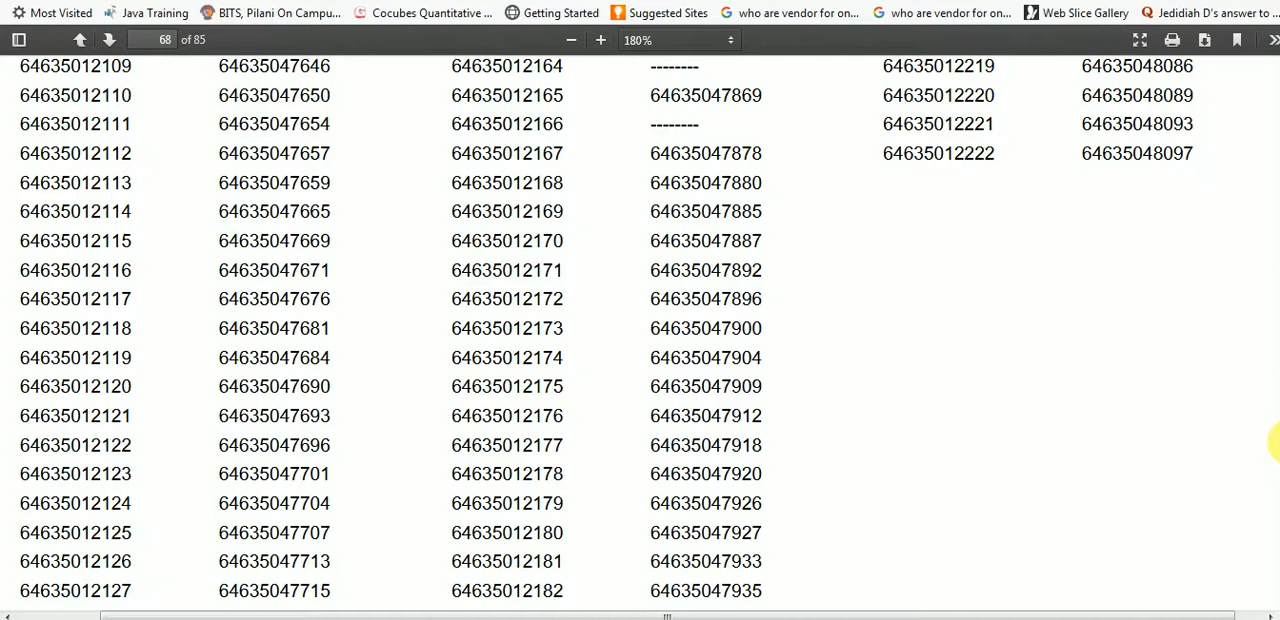 Most Visited Java Training BITS, Pilani On Campu... Cocubes Quantitative ... Getting Started Suggested Sites who are vendor for on... who are vendor for on... Web Slice Gallery Jedidiah D's answer to ...
68 of 85 180%
64635012109 64635047646 64635012164 -------- 64635012219 64635048086
64635012110 64635047650 64635012165 64635047869 64635012220 64635048089
64635012111 64635047654 64635012166 -------- 64635012221 64635048093
64635012112 64635047657 64635012167 64635047878 64635012222 64635048097
64635012113 64635047659 64635012168 64635047880
64635012114 64635047665 64635012169 64635047885
64635012115 64635047669 64635012170 64635047887
64635012116 64635047671 64635012171 64635047892
64635012117 64635047676 64635012172 64635047896
64635012118 64635047681 64635012173 64635047900
64635012119 64635047684 64635012174 64635047904
64635012120 64635047690 64635012175 64635047909
64635012121 64635047693 64635012176 64635047912
64635012122 64635047696 64635012177 64635047918
64635012123 64635047701 64635012178 64635047920
64635012124 64635047704 64635012179 64635047926
64635012125 64635047707 64635012180 64635047927
64635012126 64635047713 64635012181 64635047933
64635012127 64635047715 64635012182 64635047935